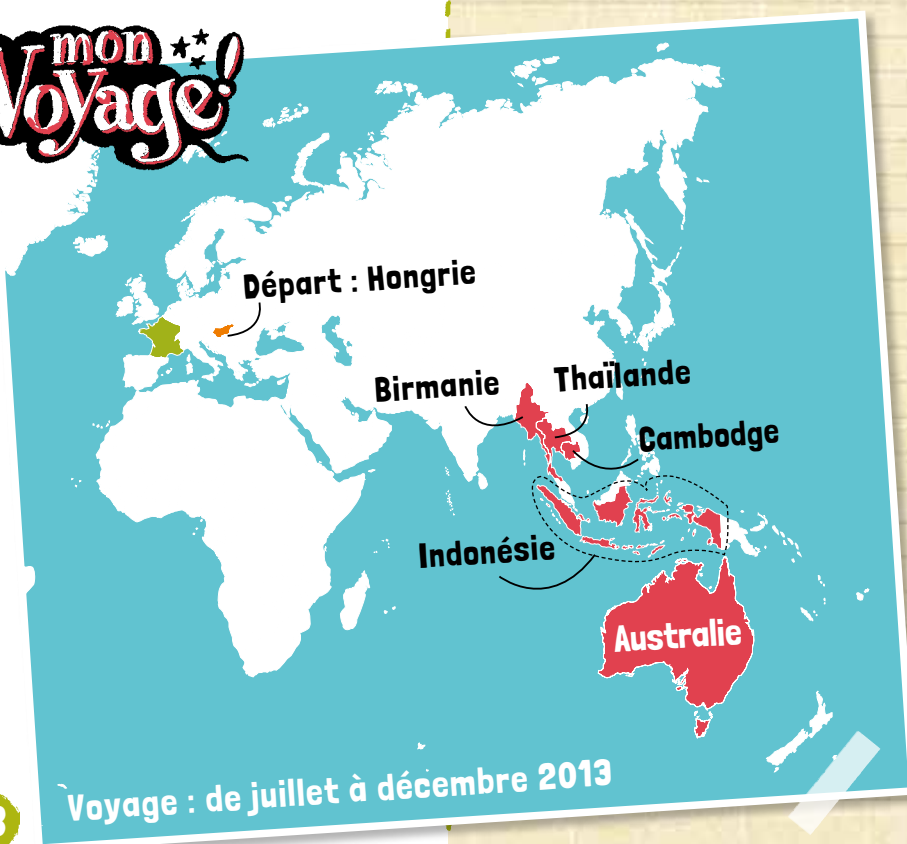 mon
Voyage!
Départ : Hongrie
Birmanie
Thaïlande
Cambodge
Indonésie
Australie
Voyage : de juillet à décembre 2013